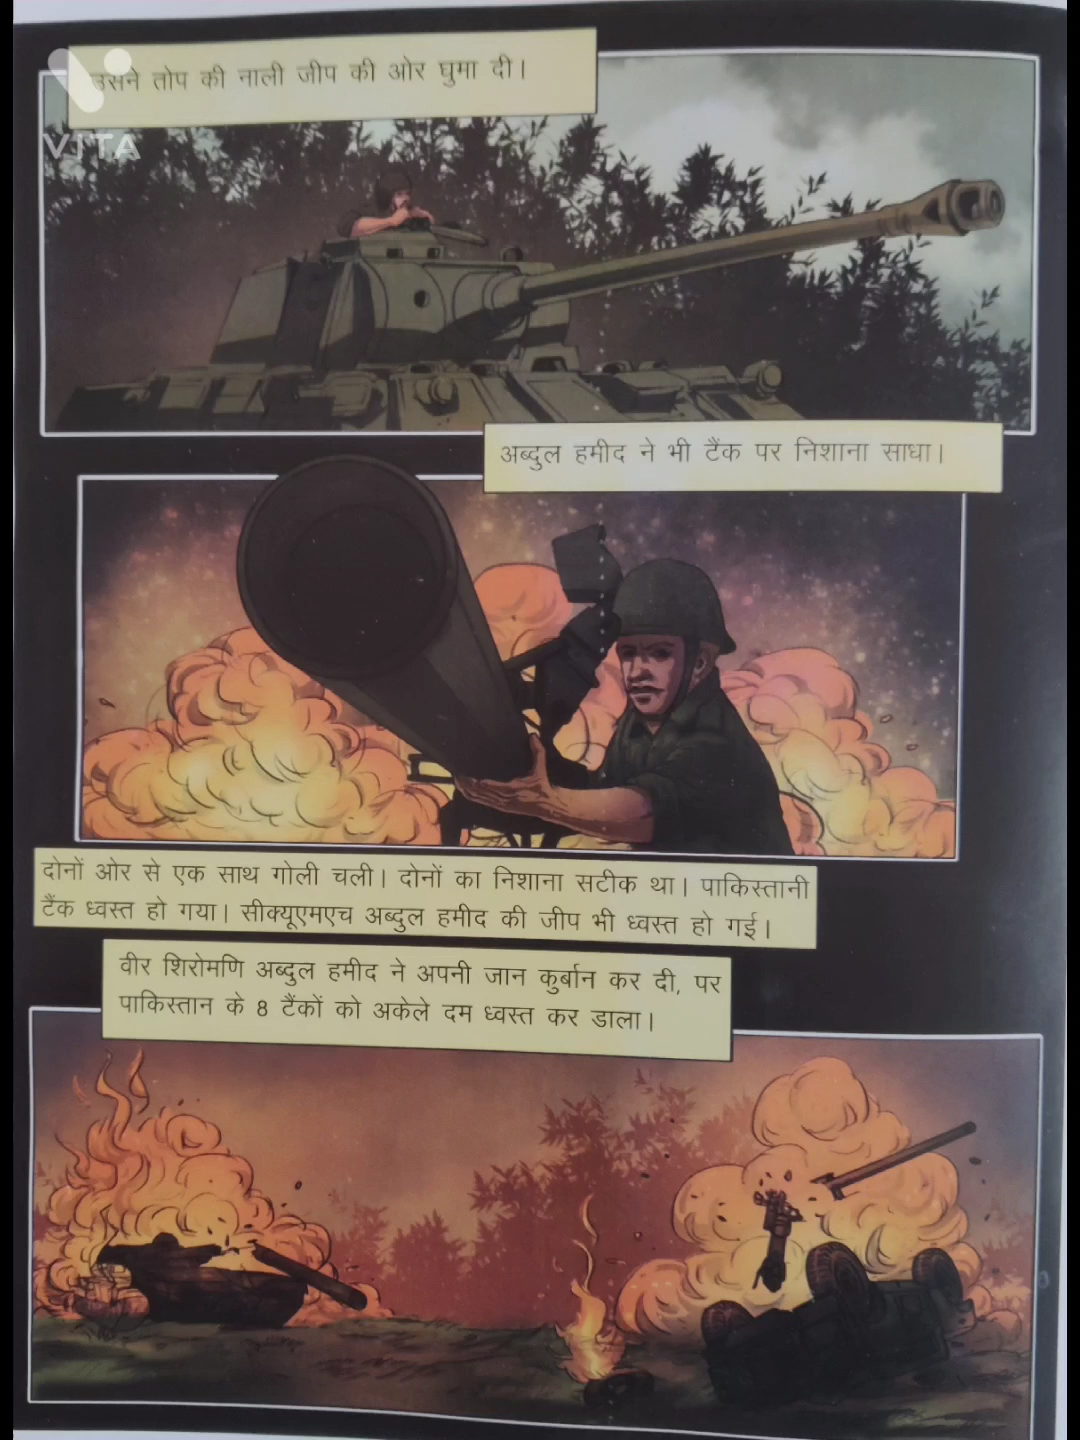 उसने तोप की नाली जीप की ओर घुमा दी।
VITA
अब्दुल हमीद ने भी टैंक पर निशाना साधा।
दोनों ओर से एक साथ गोली चली। दोनों का निशाना सटीक था। पाकिस्तानी
टैंक ध्वस्त हो गया। सीक्यूएमएच अब्दुल हमीद की जीप भी ध्वस्त हो गई।
वीर शिरोमणि अब्दुल हमीद ने अपनी जान कुर्बान कर दी, पर
पाकिस्तान के 8 टैंकों को अकेले दम ध्वस्त कर डाला।